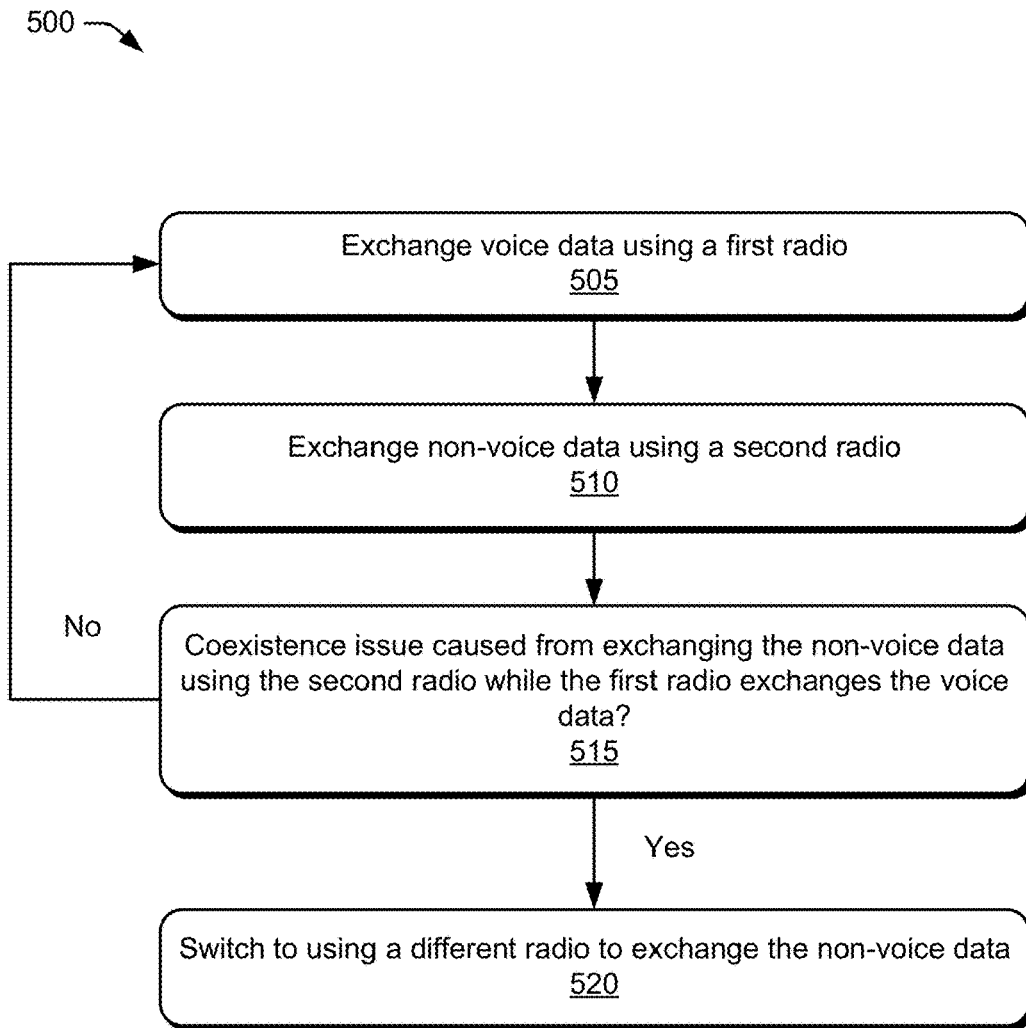 500
Exchange voice data using a first radio
505
Exchange non-voice data using a second radio
510
No
Coexistence issue caused from exchanging the non-voice data
using the second radio while the first radio exchanges the voice
data?
515
Yes
Switch to using a different radio to exchange the non-voice data
520